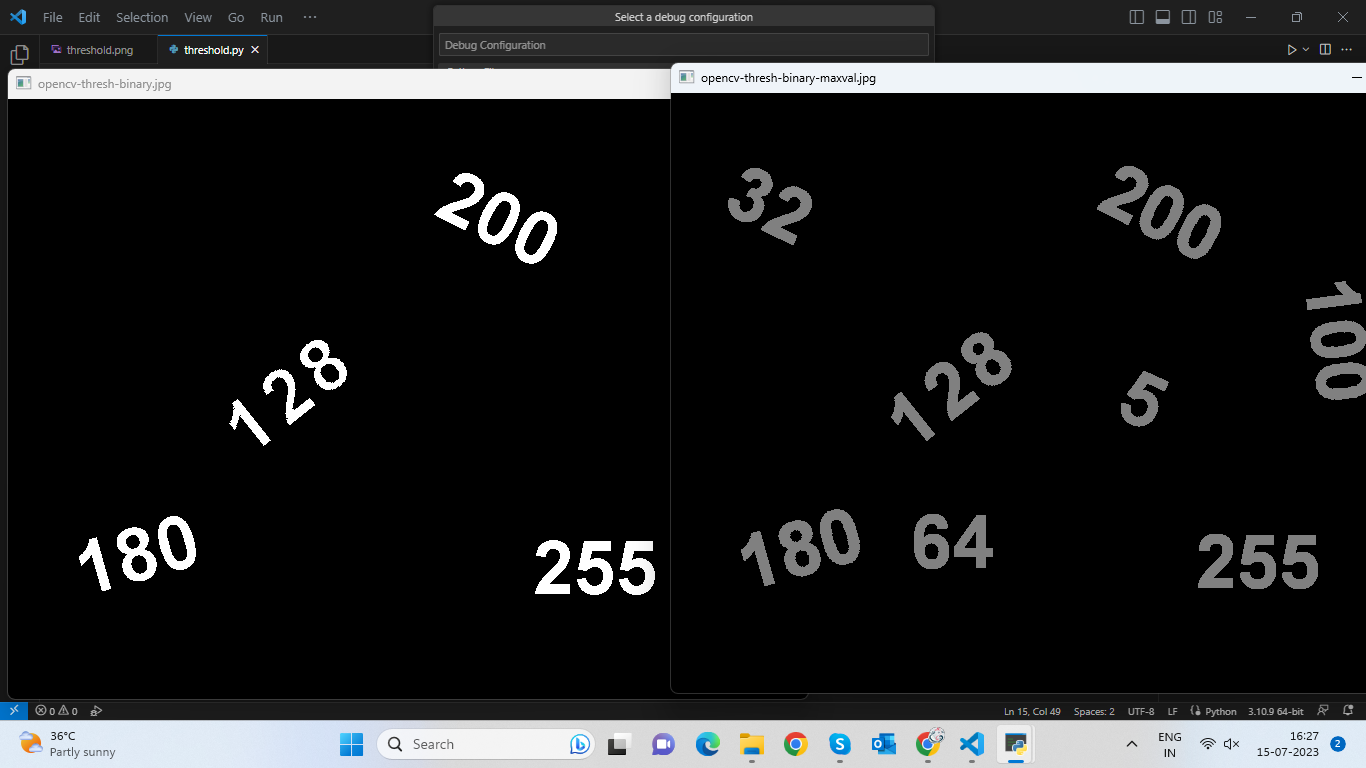 File Edit Selection View Go Run ···
Select a debug configuration
threshold.png threshold.py
Debug Configuration
opencv-thresh-binary.jpg
opencv-thresh-binary-maxval.jpg
200
128
180
255
32
200
100
128
5
180
64
255
0 0
Ln 15, Col 49 Spaces: 2 UTF-8 LF Python 3.10.9 64-bit
36°C
Partly sunny
Search
ENG
IN
16:27
15-07-2023
2